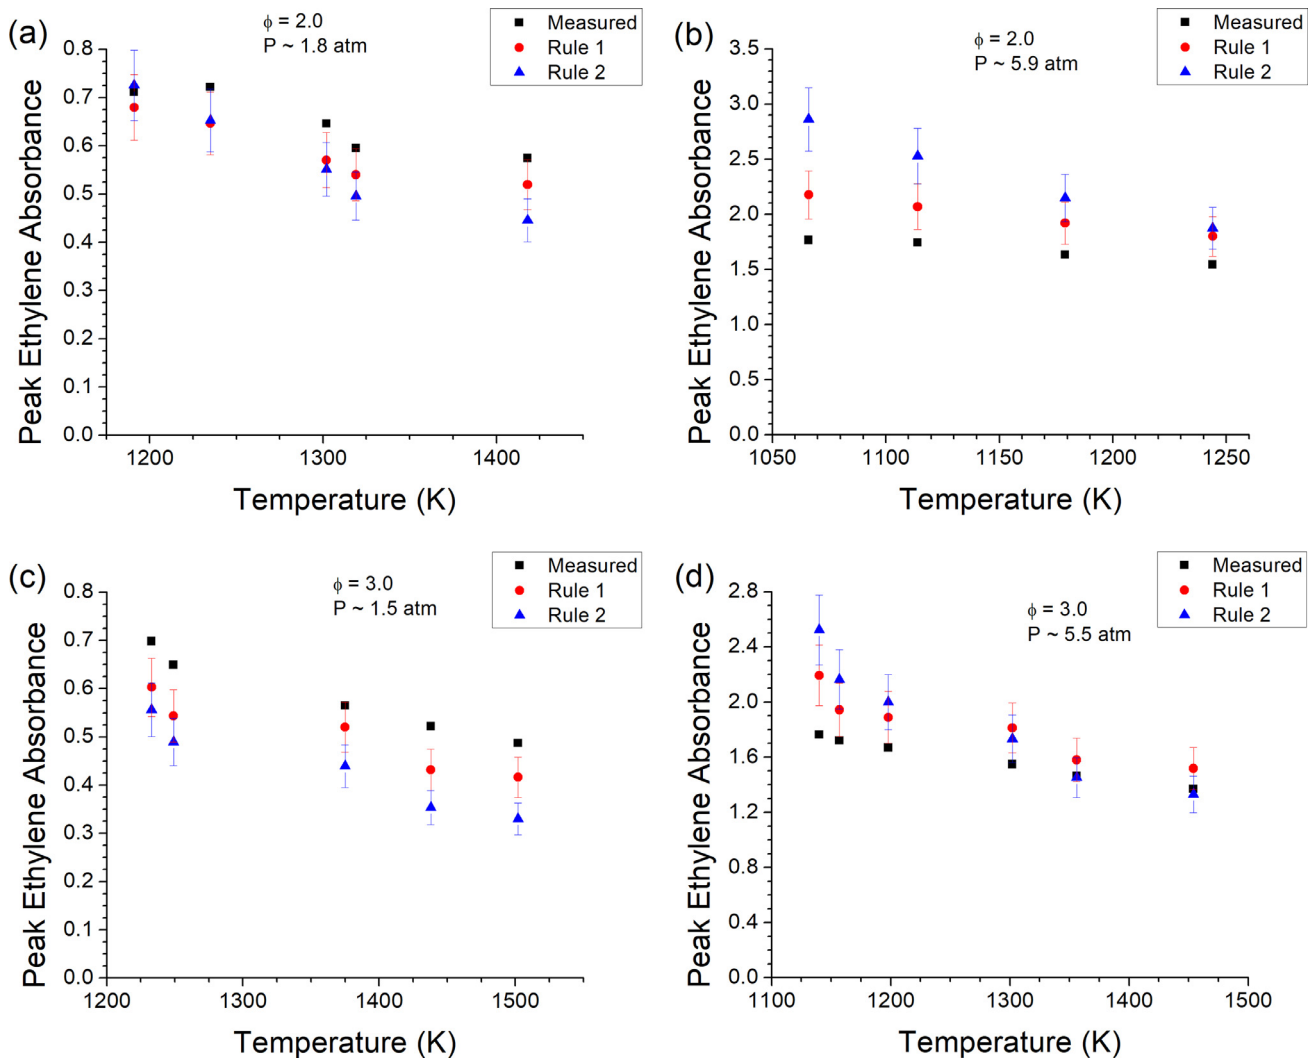 (a)
ϕ = 2.0
P ~ 1.8 atm
Measured
Rule 1
Rule 2
Peak Ethylene Absorbance
0.8
0.7
0.6
0.5
0.4
0.3
0.2
0.1
0.0
1200
1300
1400
Temperature (K)
(b)
ϕ = 2.0
P ~ 5.9 atm
Measured
Rule 1
Rule 2
Peak Ethylene Absorbance
3.5
3.0
2.5
2.0
1.5
1.0
0.5
0.0
1050
1100
1150
1200
1250
Temperature (K)
(c)
ϕ = 3.0
P ~ 1.5 atm
Measured
Rule 1
Rule 2
Peak Ethylene Absorbance
0.8
0.7
0.6
0.5
0.4
0.3
0.2
0.1
0.0
1200
1300
1400
1500
Temperature (K)
(d)
ϕ = 3.0
P ~ 5.5 atm
Measured
Rule 1
Rule 2
Peak Ethylene Absorbance
2.8
2.4
2.0
1.6
1.2
0.8
0.4
0.0
1100
1200
1300
1400
1500
Temperature (K)